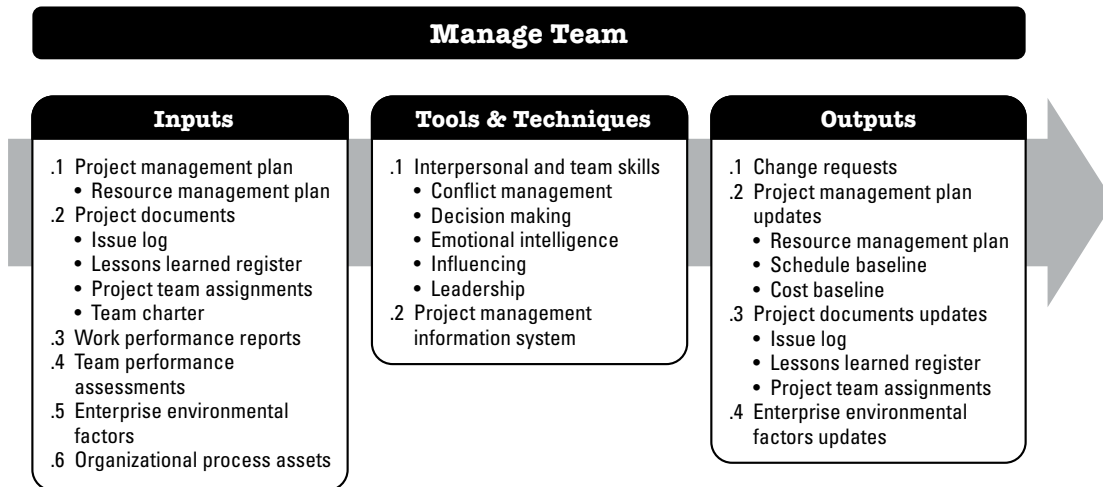 Manage Team
Inputs
.1 Project management plan
• Resource management plan
.2 Project documents
• Issue log
• Lessons learned register
• Project team assignments
• Team charter
.3 Work performance reports
.4 Team performance
assessments
.5 Enterprise environmental
factors
.6 Organizational process assets
Tools & Techniques
.1 Interpersonal and team skills
• Conflict management
• Decision making
• Emotional intelligence
• Influencing
• Leadership
.2 Project management
information system
Outputs
.1 Change requests
.2 Project management plan
updates
• Resource management plan
• Schedule baseline
• Cost baseline
.3 Project documents updates
• Issue log
• Lessons learned register
• Project team assignments
.4 Enterprise environmental
factors updates